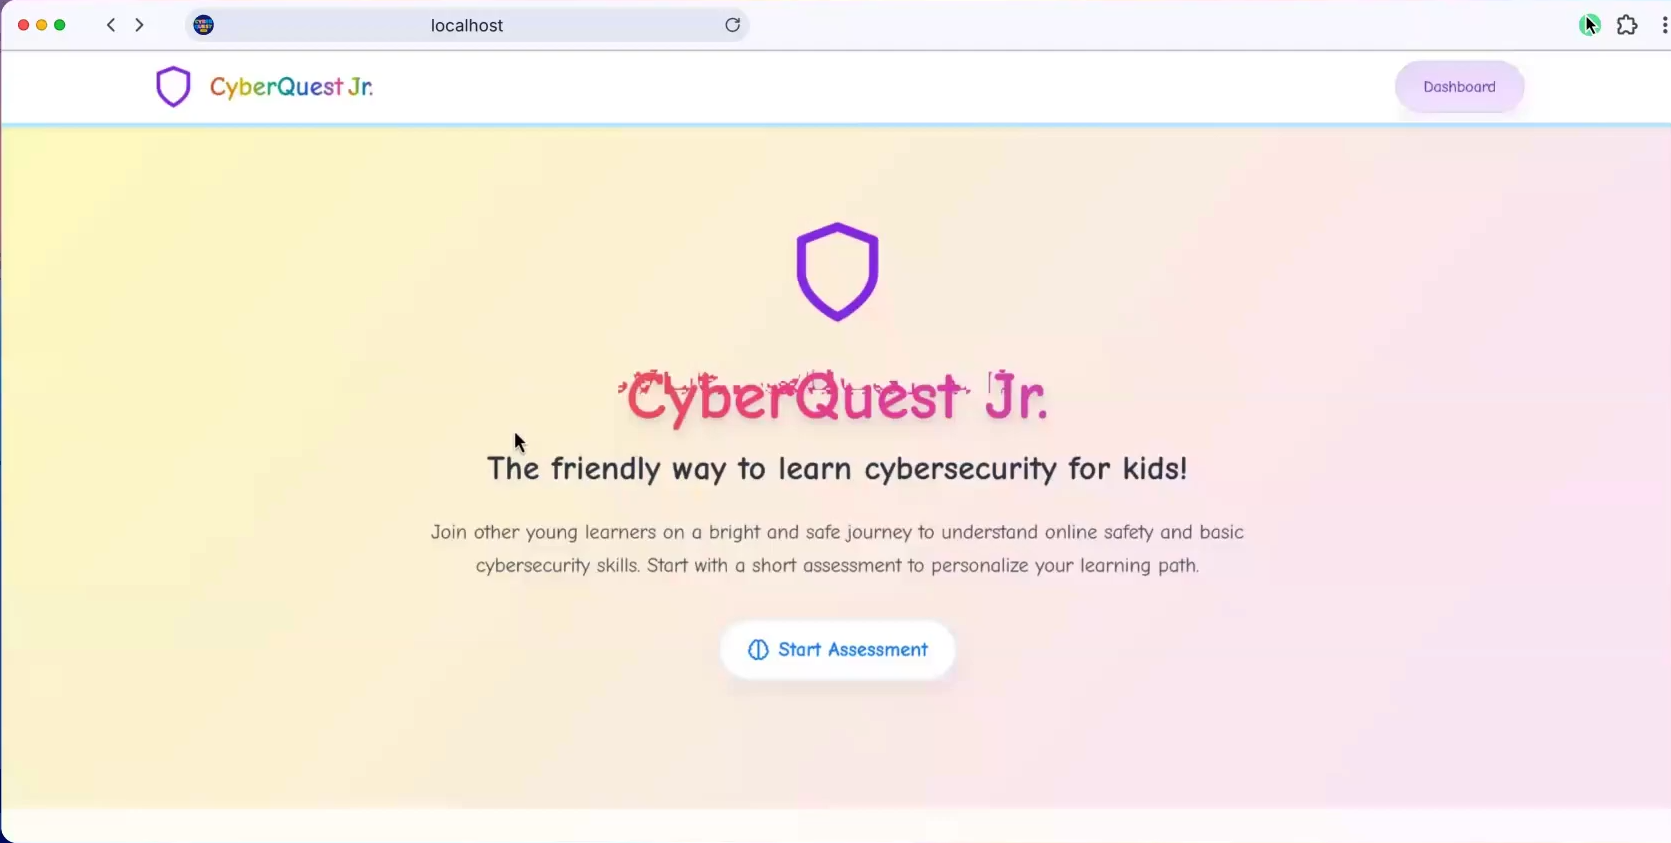 localhost
CyberQuest Jr.
Dashboard
CyberQuest Jr.
The friendly way to learn cybersecurity for kids!
Join other young learners on a bright and safe journey to understand online safety and basic
cybersecurity skills. Start with a short assessment to personalize your learning path.
Start Assessment